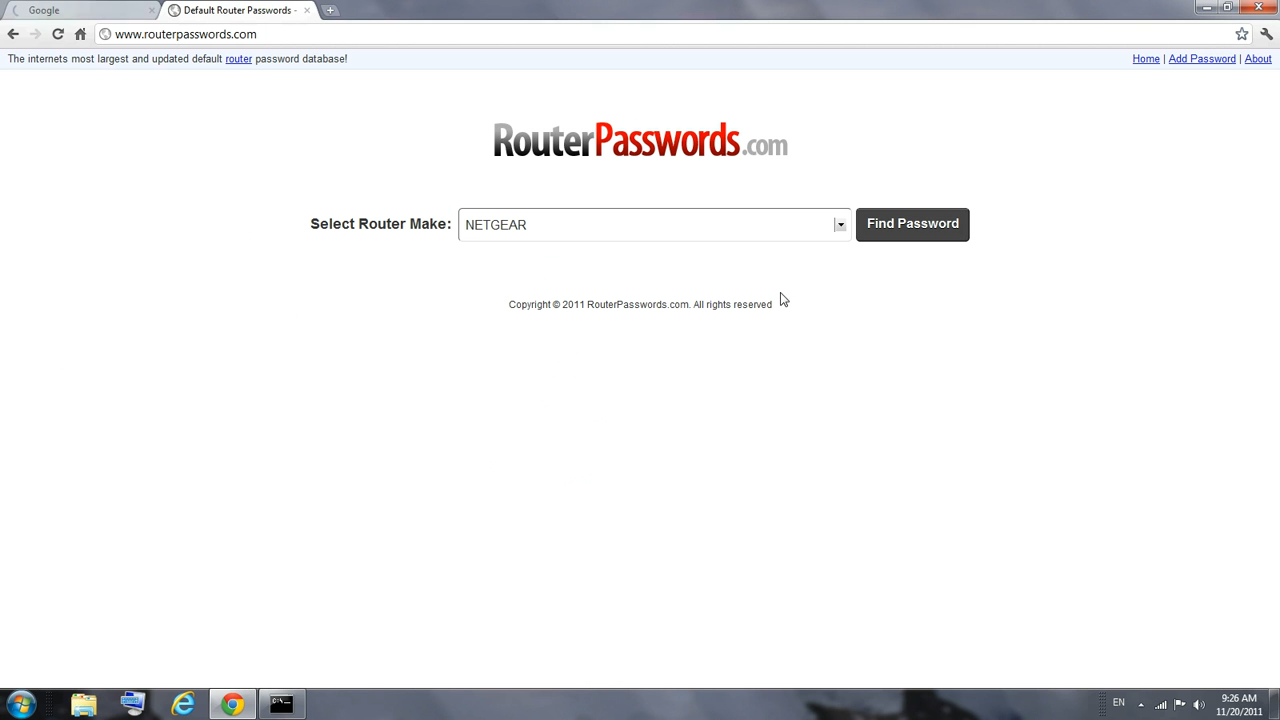 Google
Default Router Passwords -
www.routerpasswords.com
The internets most largest and updated default router password database!
Home | Add Password | About
RouterPasswords.com
Select Router Make:
NETGEAR
Find Password
Copyright © 2011 RouterPasswords.com. All rights reserved
C:\_
EN
9:26 AM
11/20/2011